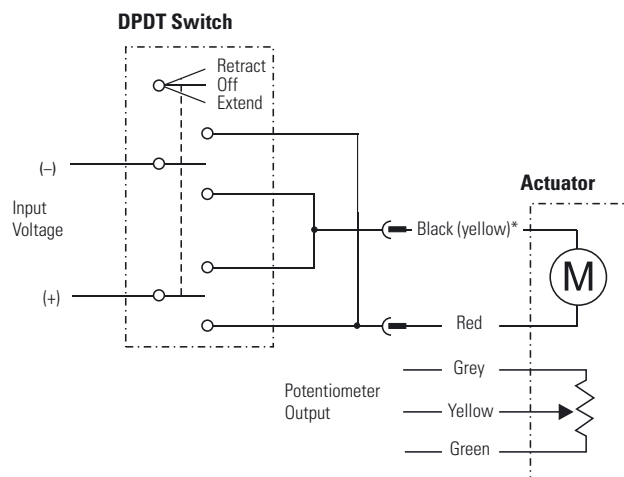 DPDT Switch
Retract
Off
Extend
(–)
Input
Voltage
(+)
Actuator
Black (yellow)*
M
Red
Grey
Potentiometer
Output
Yellow
Green